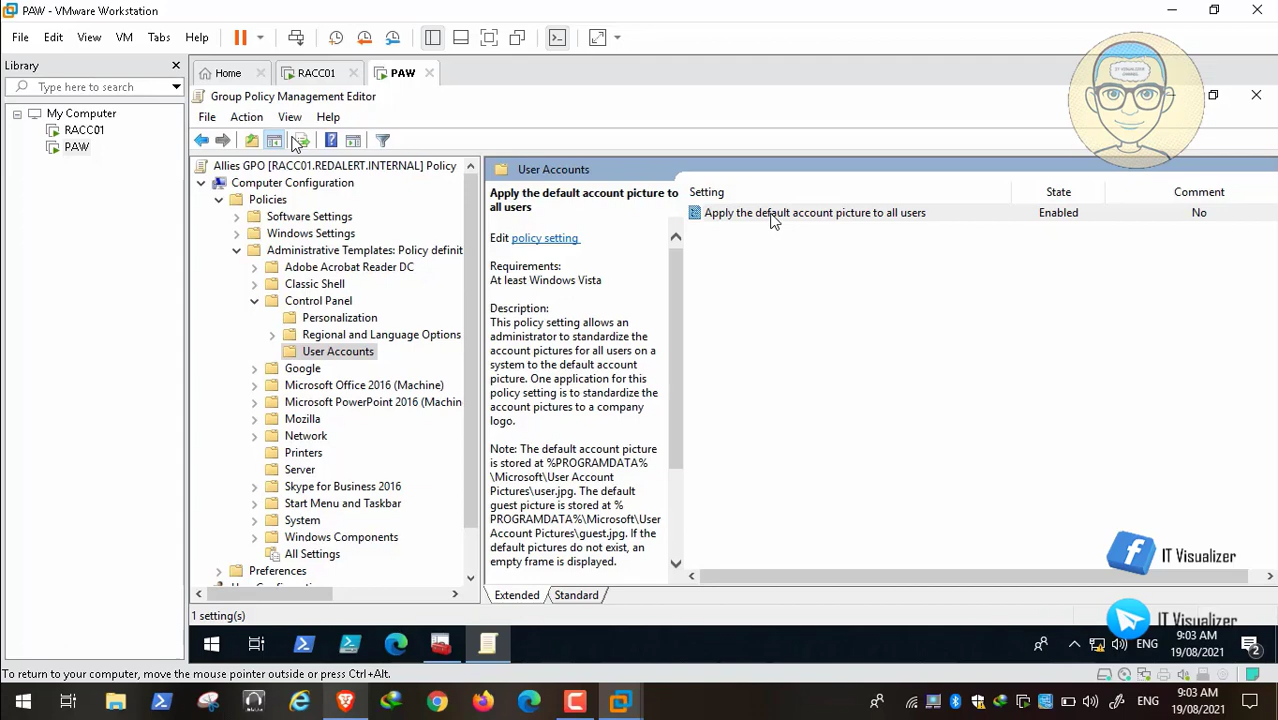 PAW - VMware Workstation
File Edit View VM Tabs Help
Library
Type here to search
My Computer
RACC01
PAW
Home
RACC01
PAW
IT VISUALIZER
CHANNEL
Group Policy Management Editor
File Action View Help
Allies GPO [RACC01.REDALERT.INTERNAL] Policy
Computer Configuration
Policies
Software Settings
Windows Settings
Administrative Templates: Policy definit
Adobe Acrobat Reader DC
Classic Shell
Control Panel
Personalization
Regional and Language Options
User Accounts
Google
Microsoft Office 2016 (Machine)
Microsoft PowerPoint 2016 (Machin
Mozilla
Network
Printers
Server
Skype for Business 2016
Start Menu and Taskbar
System
Windows Components
All Settings
Preferences
User Accounts
Apply the default account picture to
all users
Edit policy setting
Requirements:
At least Windows Vista
Description:
This policy setting allows an
administrator to standardize the
account pictures for all users on a
system to the default account
picture. One application for this
policy setting is to standardize the
account pictures to a company
logo.
Note: The default account picture
is stored at %PROGRAMDATA%
\Microsoft\User Account
Pictures\user.jpg. The default
guest picture is stored at %
PROGRAMDATA%\Microsoft\User
Account Pictures\guest.jpg. If the
default pictures do not exist, an
empty frame is displayed.
Setting State Comment
Apply the default account picture to all users Enabled No
Extended Standard
1 setting(s)
IT Visualizer
IT Visualizer
ENG
9:03 AM
19/08/2021
2
To return to your computer, move the mouse pointer outside or press Ctrl+Alt.
ENG
9:03 AM
19/08/2021